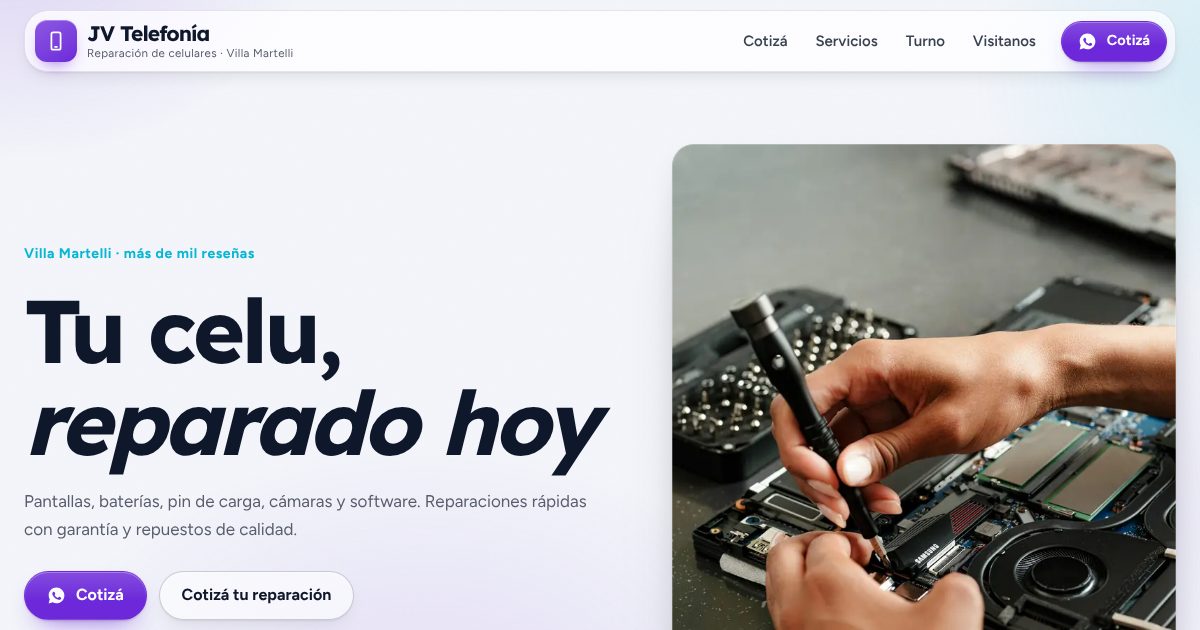 JV Telefonía
Reparación de celulares · Villa Martelli
Cotizá
Servicios
Turno
Visitanos
Cotizá
Villa Martelli · más de mil reseñas
Tu celu,
reparado hoy
Pantallas, baterías, pin de carga, cámaras y software. Reparaciones rápidas
con garantía y repuestos de calidad.
Cotizá
Cotizá tu reparación
SAMSUNG